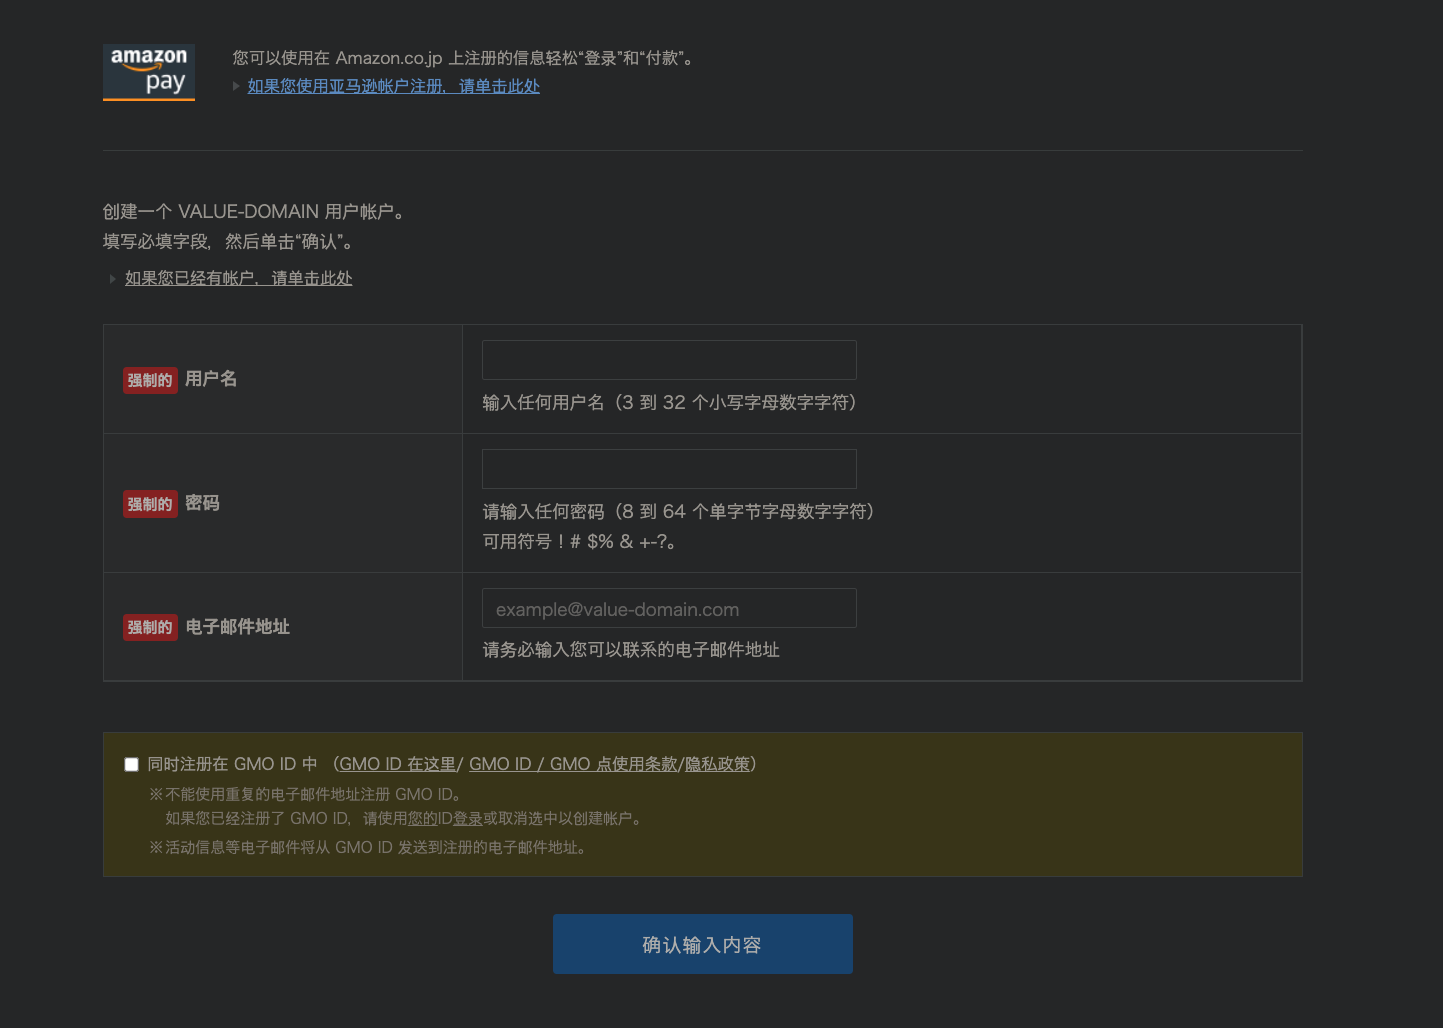 amazon
pay
您可以使用在 Amazon.co.jp 上注册的信息轻松“登录”和“付款”。
如果您使用亚马逊帐户注册，请单击此处
创建一个 VALUE-DOMAIN 用户帐户。
填写必填字段，然后单击“确认”。
如果您已经有帐户，请单击此处
强制的 用户名
输入任何用户名（3 到 32 个小写字母数字字符）
强制的 密码
请输入任何密码（8 到 64 个单字节字母数字字符）
可用符号！# $% & +-?。
强制的 电子邮件地址
example@value-domain.com
请务必输入您可以联系的电子邮件地址
同时注册在 GMO ID 中 （GMO ID 在这里/ GMO ID / GMO 点使用条款/隐私政策）
※不能使用重复的电子邮件地址注册 GMO ID。
如果您已经注册了 GMO ID，请使用您的ID登录或取消选中以创建帐户。
※活动信息等电子邮件将从 GMO ID 发送到注册的电子邮件地址。
确认输入内容